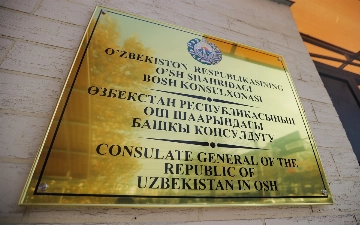 O'ZBEKISTON RESPUBLIKASINING
O'SH SHAHRIDAGI
BOSH KONSULXONASI
ӨЗБЕКСТАН РЕСПУБЛИКАСЫНЫН
ОШ ШААРЫНДАГЫ
БАШКЫ КОНСУЛДУГУ
CONSULATE GENERAL OF THE
REPUBLIC OF
UZBEKISTAN IN OSH